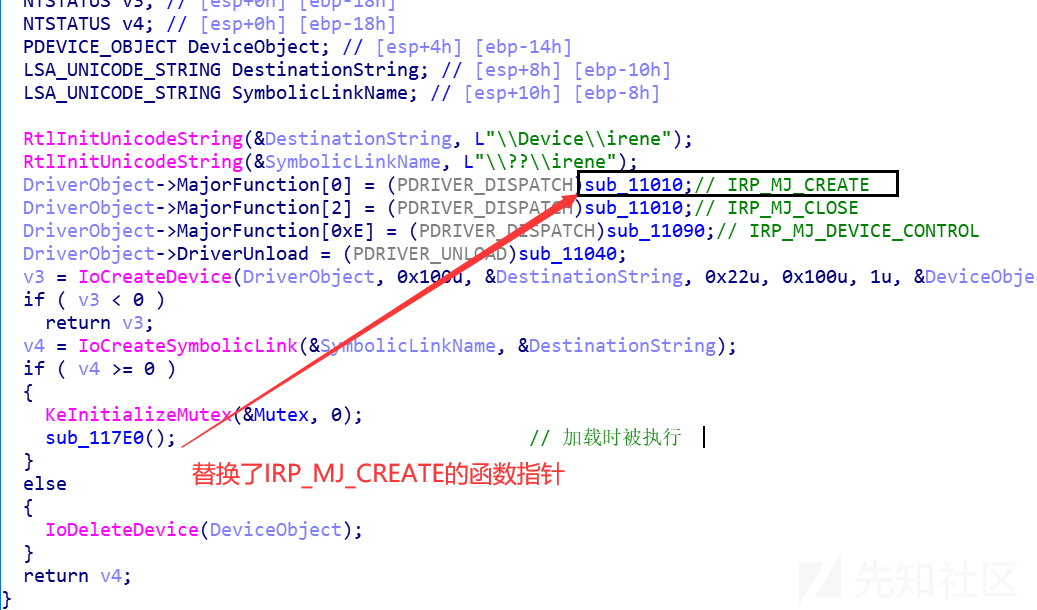 NTSTATUS v3; // [esp+0h] [ebp-18h]
NTSTATUS v4; // [esp+0h] [ebp-18h]
PDEVICE_OBJECT DeviceObject; // [esp+4h] [ebp-14h]
LSA_UNICODE_STRING DestinationString; // [esp+8h] [ebp-10h]
LSA_UNICODE_STRING SymbolicLinkName; // [esp+10h] [ebp-8h]
RtlInitUnicodeString(&DestinationString, L"\\Device\\irene");
RtlInitUnicodeString(&SymbolicLinkName, L"\\??\\irene");
DriverObject->MajorFunction[0] = (PDRIVER_DISPATCH)sub_11010;// IRP_MJ_CREATE
DriverObject->MajorFunction[2] = (PDRIVER_DISPATCH)sub_11010;// IRP_MJ_CLOSE
DriverObject->MajorFunction[0xE] = (PDRIVER_DISPATCH)sub_11090;// IRP_MJ_DEVICE_CONTROL
DriverObject->DriverUnload = (PDRIVER_UNLOAD)sub_11040;
v3 = IoCreateDevice(DriverObject, 0x100u, &DestinationString, 0x22u, 0x100u, 1u, &DeviceObje
if ( v3 < 0 )
return v3;
v4 = IoCreateSymbolicLink(&SymbolicLinkName, &DestinationString);
if ( v4 >= 0 )
{
KeInitializeMutex(&Mutex, 0);
sub_117E0(); // 加载时被执行
}
替换了IRP_MJ_CREATE的函数指针
else
{
IoDeleteDevice(DeviceObject);
}
return v4;
}
先知社区